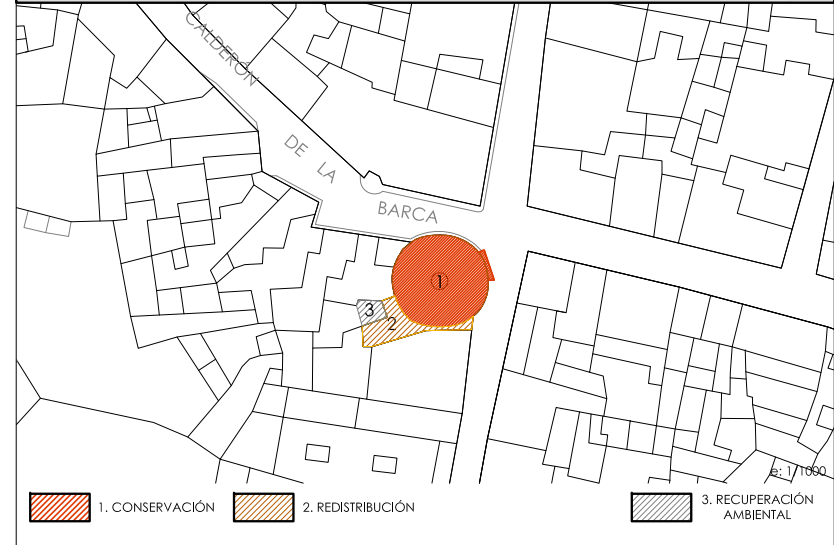 CALDERÓN
DE LA
BARCA
1
3
2
e: 1/1000
1. CONSERVACIÓN
2. REDISTRIBUCIÓN
3. RECUPERACIÓN
AMBIENTAL